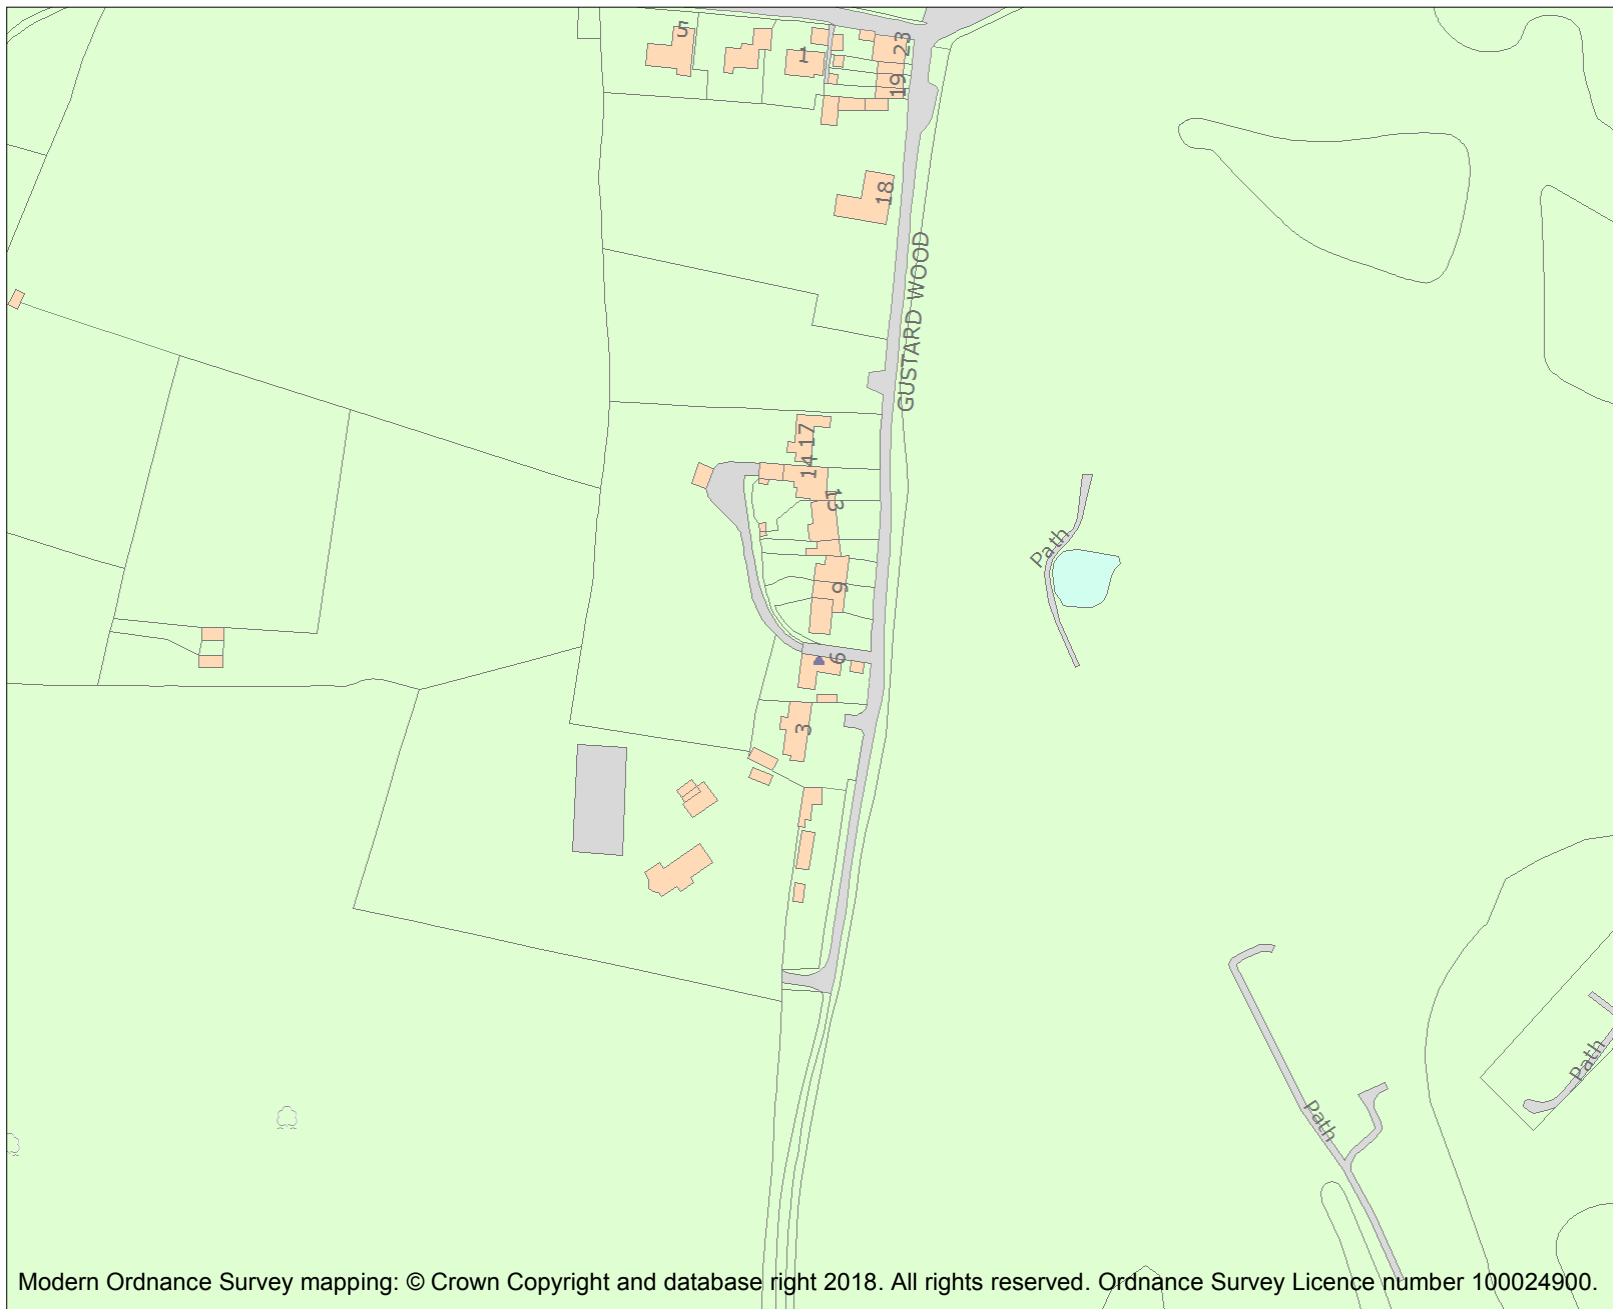 5
1
23
19
18
GUSTARD WOOD
17
14
13
9
6
3
Path
Path
Path
Modern Ordnance Survey mapping: © Crown Copyright and database right 2018. All rights reserved. Ordnance Survey Licence number 100024900.